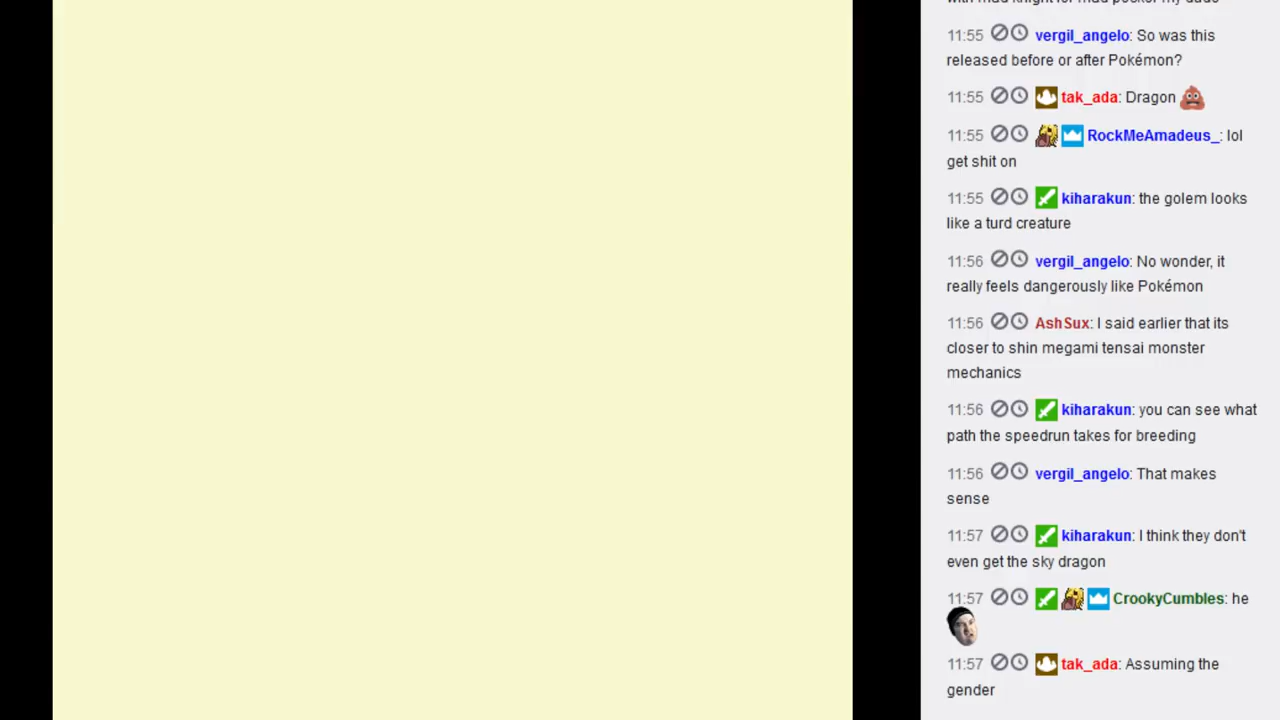 11:55 vergil_angelo: So was this
released before or after Pokémon?
11:55 tak_ada: Dragon
11:55 RockMeAmadeus_: lol
get shit on
11:55 kiharakun: the golem looks
like a turd creature
11:56 vergil_angelo: No wonder, it
really feels dangerously like Pokémon
11:56 AshSux: I said earlier that its
closer to shin megami tensai monster
mechanics
11:56 kiharakun: you can see what
path the speedrun takes for breeding
11:56 vergil_angelo: That makes
sense
11:57 kiharakun: I think they don't
even get the sky dragon
11:57 CrookyCumbles: he
11:57 tak_ada: Assuming the
gender